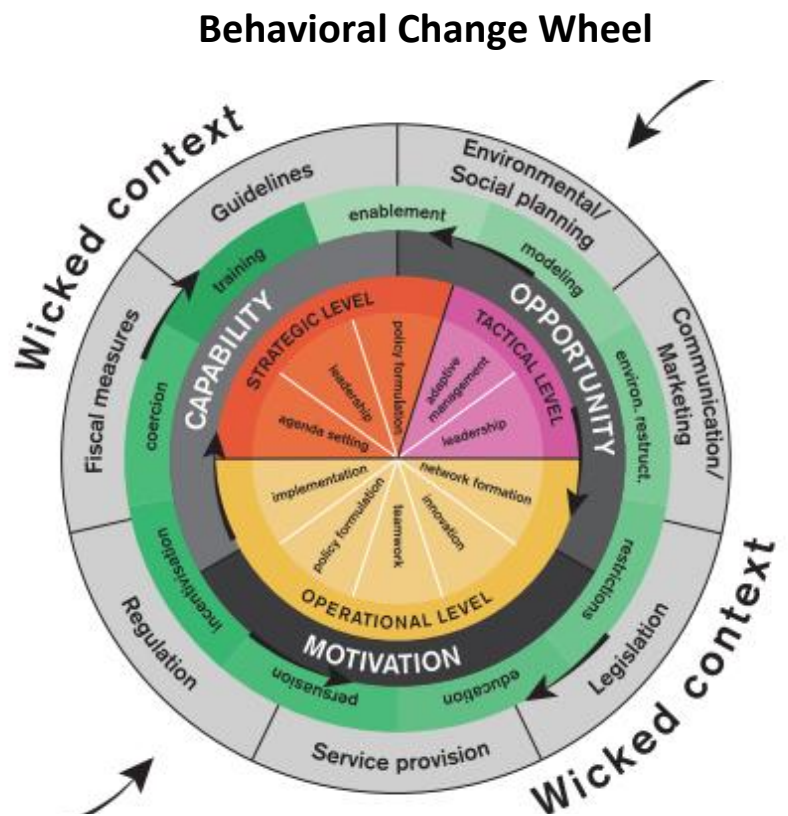 Behavioral Change Wheel
Wicked context
Guidelines
Environmental/
Social planning
Communication/
Marketing
Legislation
Service provision
Regulation
Fiscal measures
enablement
modeling
environ. restruct.
restrictions
education
persuasion
incentivisation
coercion
training
CAPABILITY
OPPORTUNITY
MOTIVATION
STRATEGIC LEVEL
agenda setting
leadership
policy formulation
TACTICAL LEVEL
adaptive
management
leadership
OPERATIONAL LEVEL
network formation
innovation
teamwork
policy formulation
implementation
Wicked context